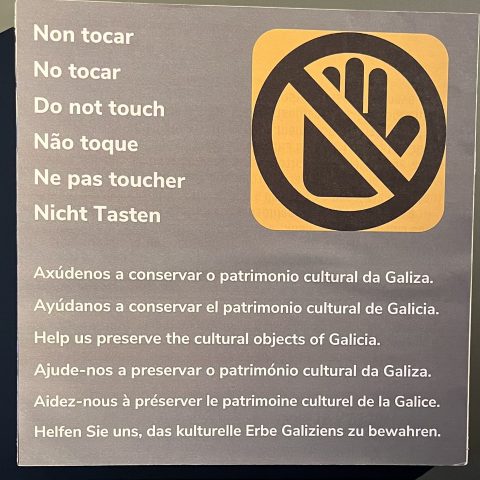 Non tocar
No tocar
Do not touch
Não toque
Ne pas toucher
Nicht Tasten
Axúdenos a conservar o patrimonio cultural da Galiza.
Ayúdanos a conservar el patrimonio cultural de Galicia.
Help us preserve the cultural objects of Galicia.
Ajude-nos a preservar o património cultural da Galiza.
Aidez-nous à préserver le patrimoine culturel de la Galice.
Helfen Sie uns, das kulturelle Erbe Galiziens zu bewahren.